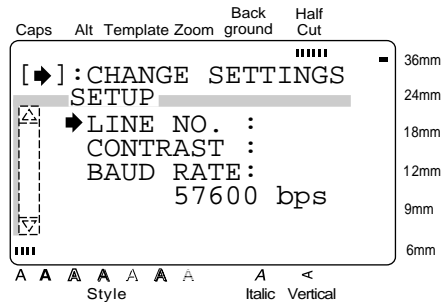 Caps Alt Template Zoom Back ground Half Cut
[➡]:CHANGE SETTINGS
SETUP
➡LINE NO. :
CONTRAST :
BAUD RATE:
57600 bps
36mm
24mm
18mm
12mm
9mm
6mm
A A A A A A A A A
Style Italic Vertical